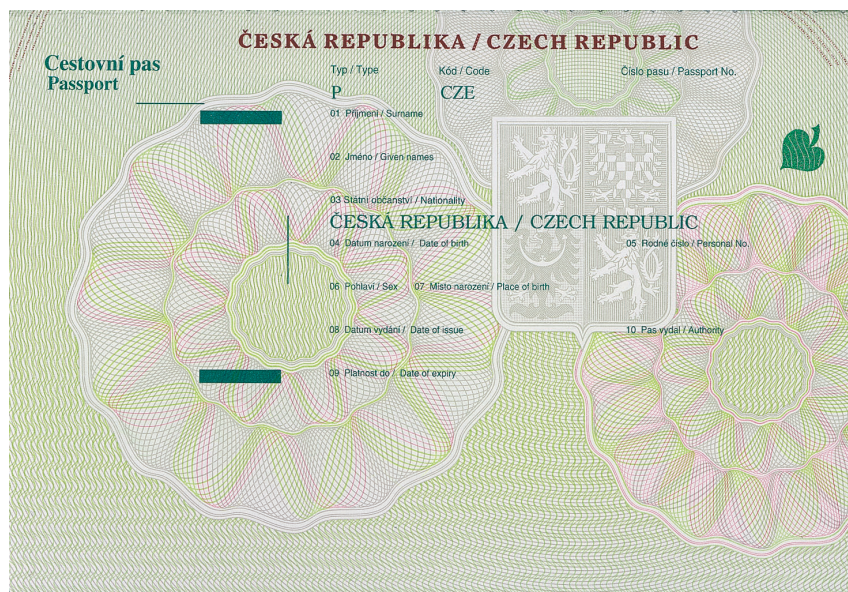 ČESKÁ REPUBLIKA / CZECH REPUBLIC
Cestovní pas
Passport
Typ / Type Kód / Code Číslo pasu / Passport No.
P CZE
01 Příjmení / Surname
02 Jméno / Given names
03 Státní občanství / Nationality
ČESKÁ REPUBLIKA / CZECH REPUBLIC
04 Datum narození / Date of birth 05 Rodné číslo / Personal No.
06 Pohlaví / Sex 07 Místo narození / Place of birth
08 Datum vydání / Date of issue 10 Pas vydal / Authority
09 Platnost do / Date of expiry